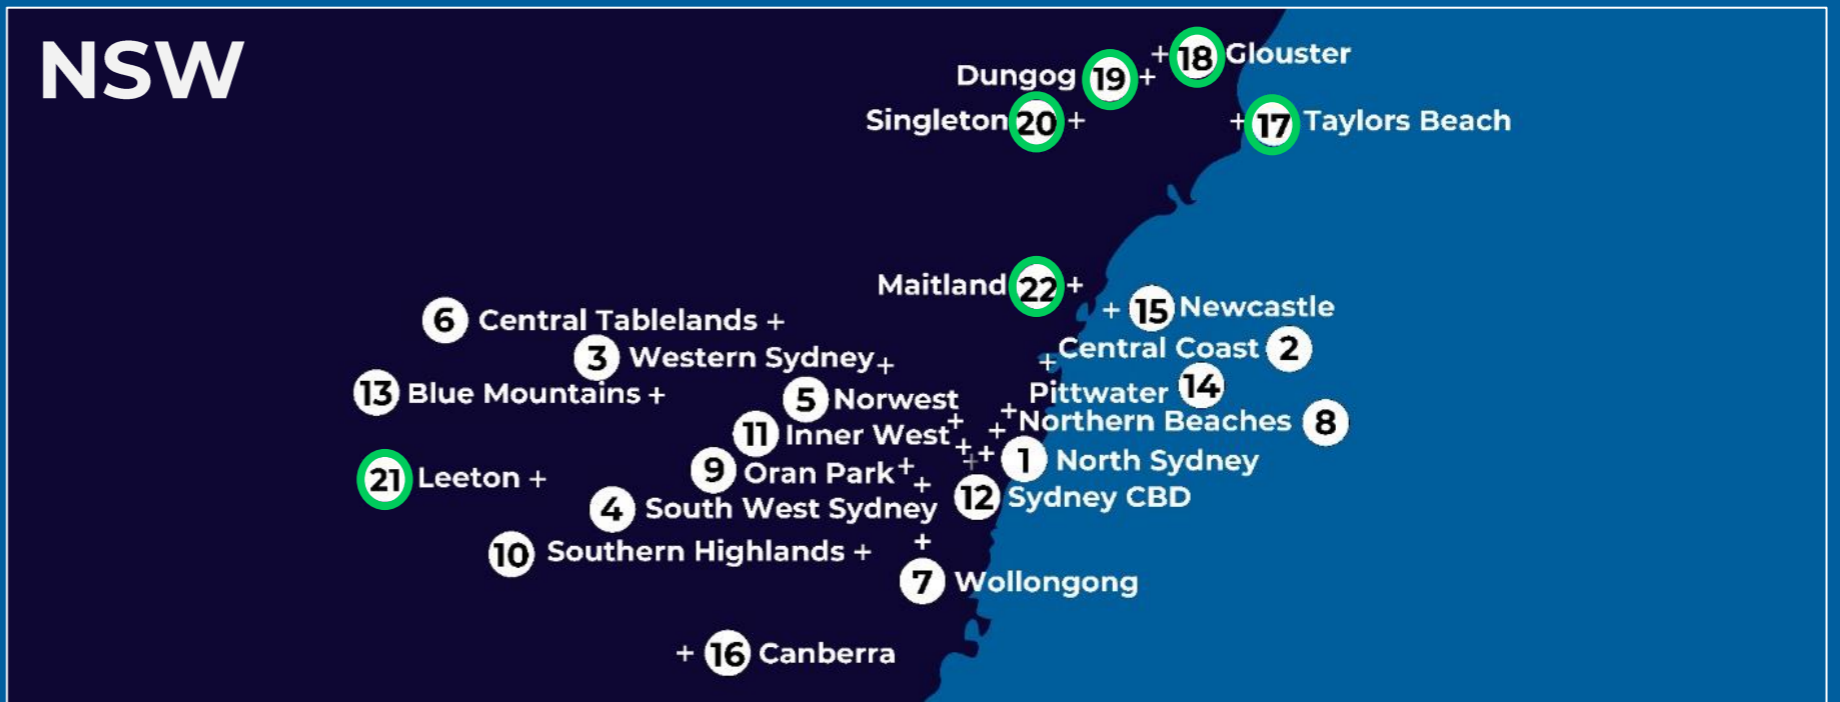 NSW
+ 18 Glouster
Dungog 19 +
Singleton 20 +
+ 17 Taylors Beach
Maitland 22 +
+ 15 Newcastle
6 Central Tablelands +
+ Central Coast 2
3 Western Sydney +
13 Blue Mountains +
Pittwater 14
5 Norwest
+ Northern Beaches 8
11 Inner West +
1 North Sydney
9 Oran Park +
21 Leeton +
12 Sydney CBD
4 South West Sydney
10 Southern Highlands +
7 Wollongong
+ 16 Canberra